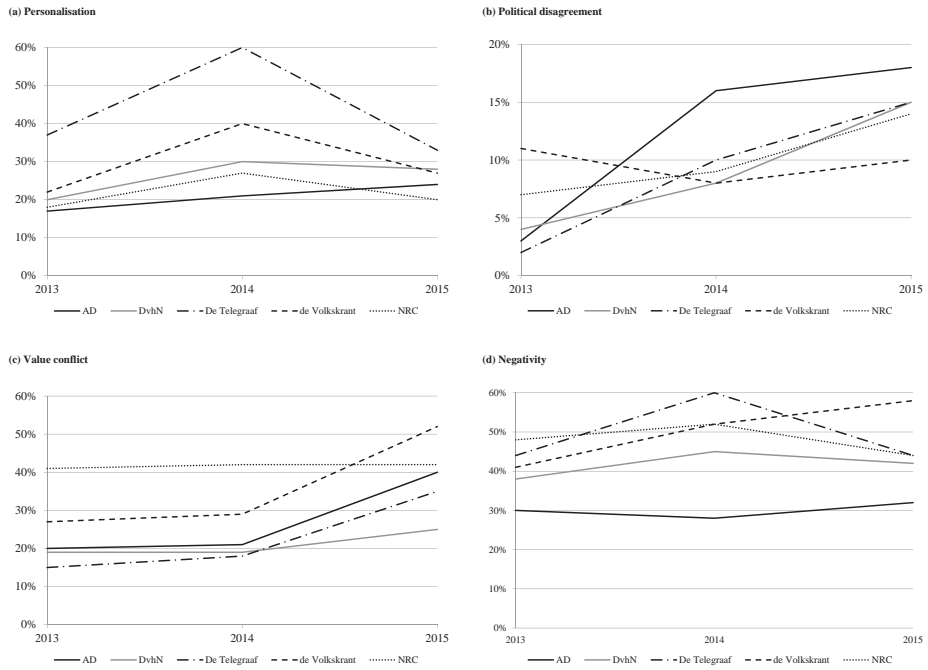 (a) Personalisation
60%
50%
40%
30%
20%
10%
0%
2013 2014 2015
AD DvhN De Telegraaf de Volkskrant NRC
(b) Political disagreement
20%
15%
10%
5%
0%
2013 2014 2015
AD DvhN De Telegraaf de Volkskrant NRC
(c) Value conflict
60%
50%
40%
30%
20%
10%
0%
2013 2014 2015
AD DvhN De Telegraaf de Volkskrant NRC
(d) Negativity
60%
50%
40%
30%
20%
10%
0%
2013 2014 2015
AD DvhN De Telegraaf de Volkskrant NRC